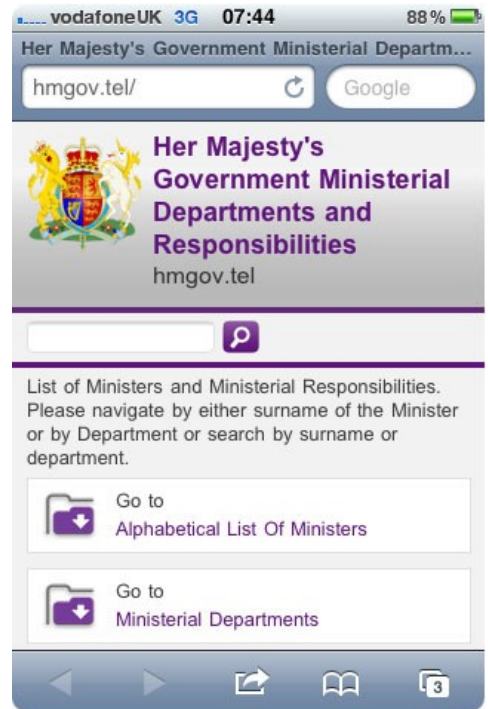 vodafone UK 3G 07:44 88%
Her Majesty's Government Ministerial Departm...
hmgov.tel/ Google
Her Majesty's
Government Ministerial
Departments and
Responsibilities
hmgov.tel
List of Ministers and Ministerial Responsibilities.
Please navigate by either surname of the Minister
or by Department or search by surname or
department.
Go to
Alphabetical List Of Ministers
Go to
Ministerial Departments
3